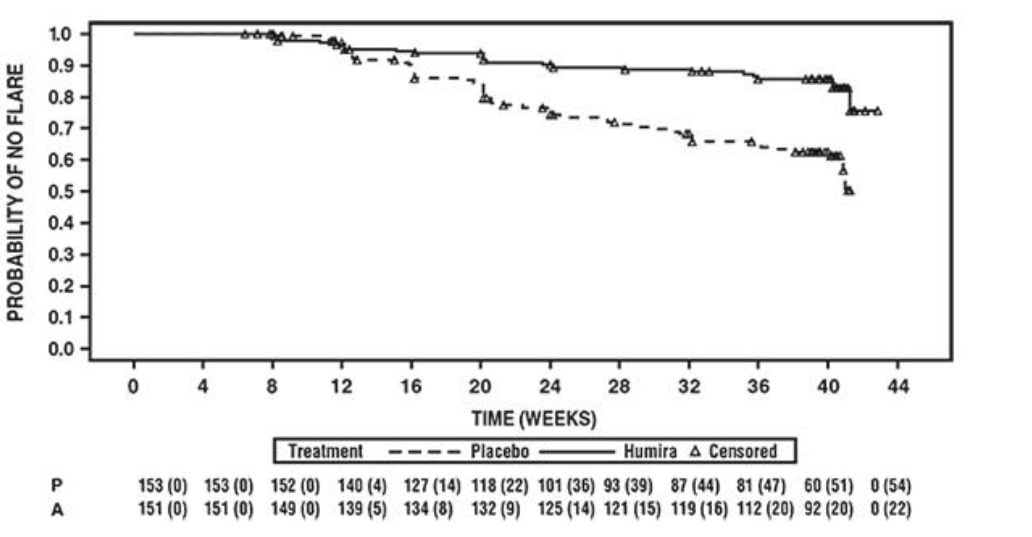 PROBABILITY OF NO FLARE
1.0
0.9
0.8
0.7
0.6
0.5
0.4
0.3
0.2
0.1
0.0
0 4 8 12 16 20 24 28 32 36 40 44
TIME (WEEKS)
Treatment Placebo Humira Δ Censored
P 153 (0) 153 (0) 152 (0) 140 (4) 127 (14) 118 (22) 101 (36) 93 (39) 87 (44) 81 (47) 60 (51) 0 (54)
A 151 (0) 151 (0) 149 (0) 139 (5) 134 (8) 132 (9) 125 (14) 121 (15) 119 (16) 112 (20) 92 (20) 0 (22)